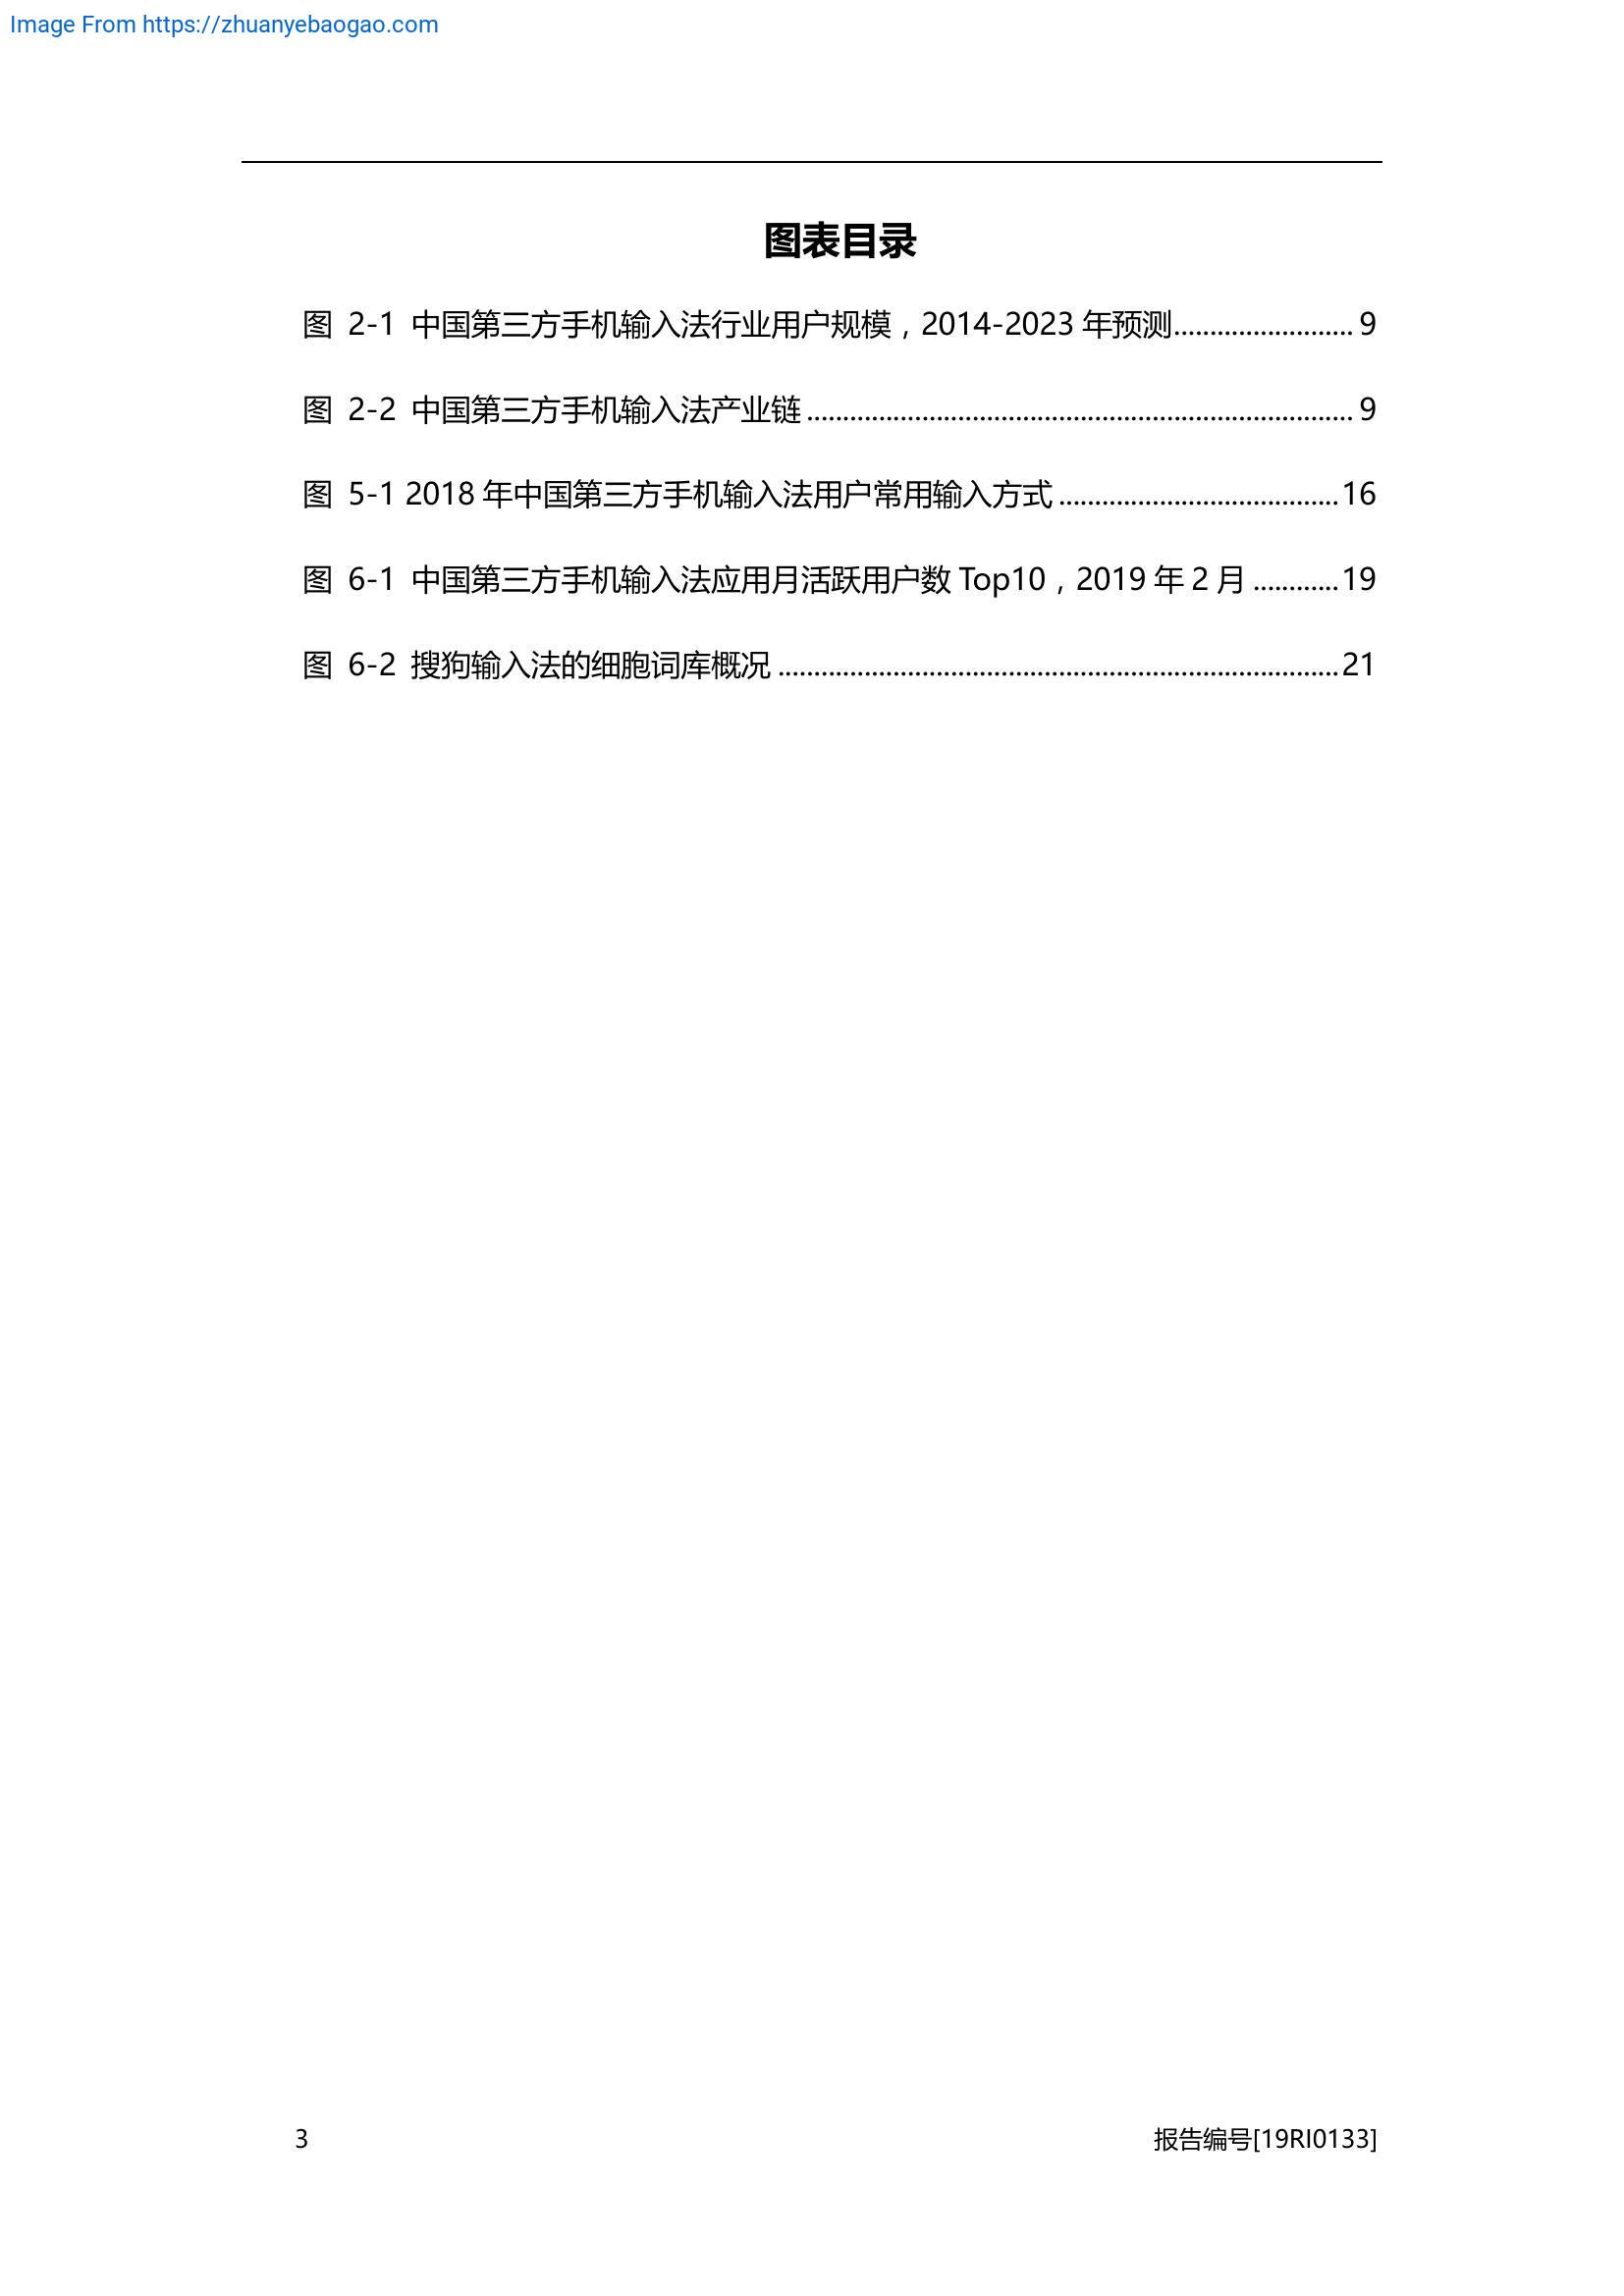 Image From https://zhuanyebaogao.com
图表目录
图 2-1 中国第三方手机输入法行业用户规模，2014-2023 年预测......................... 9
图 2-2 中国第三方手机输入法产业链............................................................................ 9
图 5-1 2018 年中国第三方手机输入法用户常用输入方式.......................................16
图 6-1 中国第三方手机输入法应用月活跃用户数 Top10，2019 年 2 月............19
图 6-2 搜狗输入法的细胞词库概况..............................................................................21
3 报告编号[19RI0133]